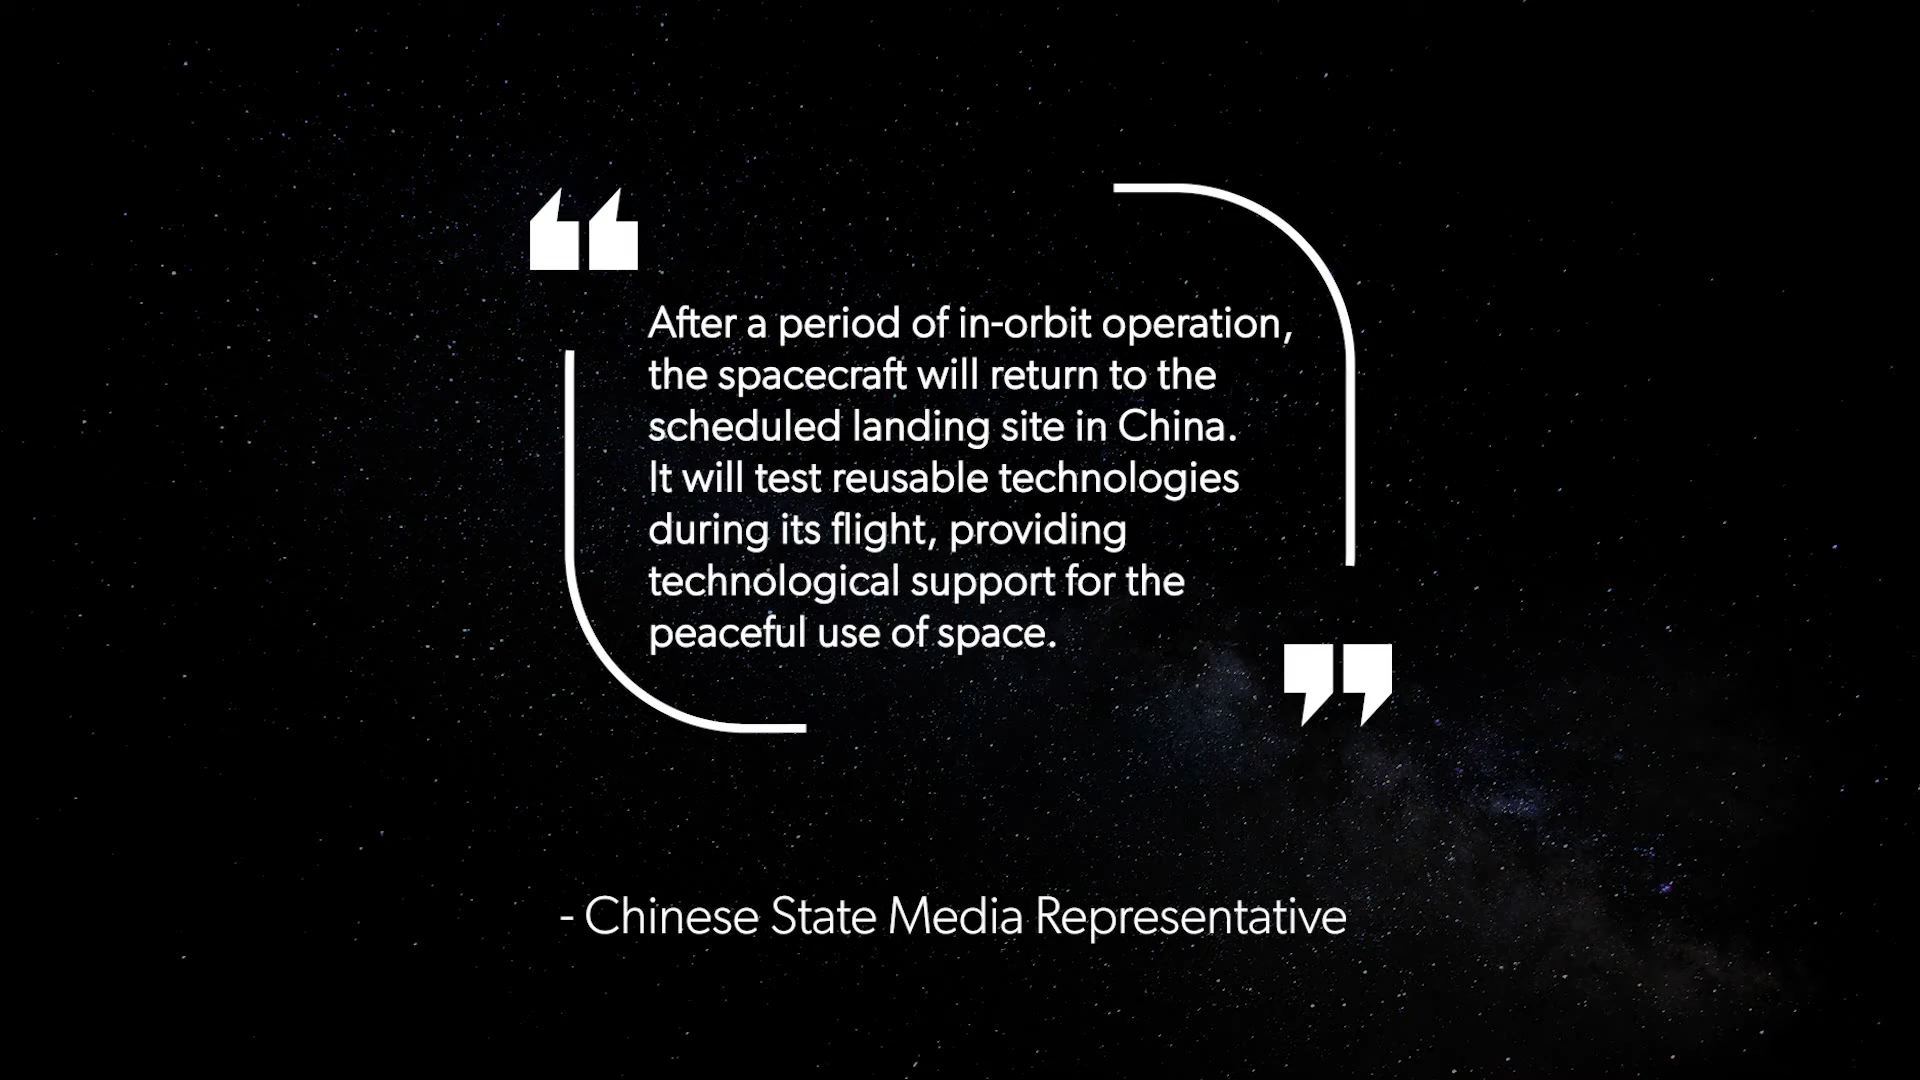 “
After a period of in-orbit operation,
the spacecraft will return to the
scheduled landing site in China.
It will test reusable technologies
during its flight, providing
technological support for the
peaceful use of space.
”
- Chinese State Media Representative